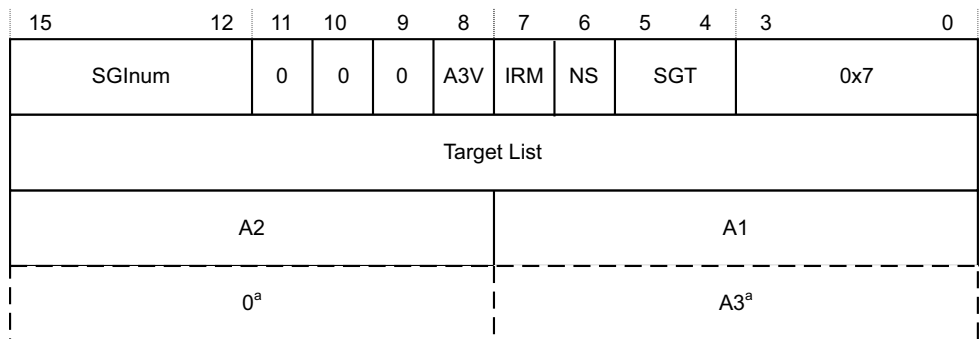 15 12 11 10 9 8 7 6 5 4 3 0
SGInum 0 0 0 A3V IRM NS SGT 0x7
Target List
A2 A1
0ᵃ A3ᵃ